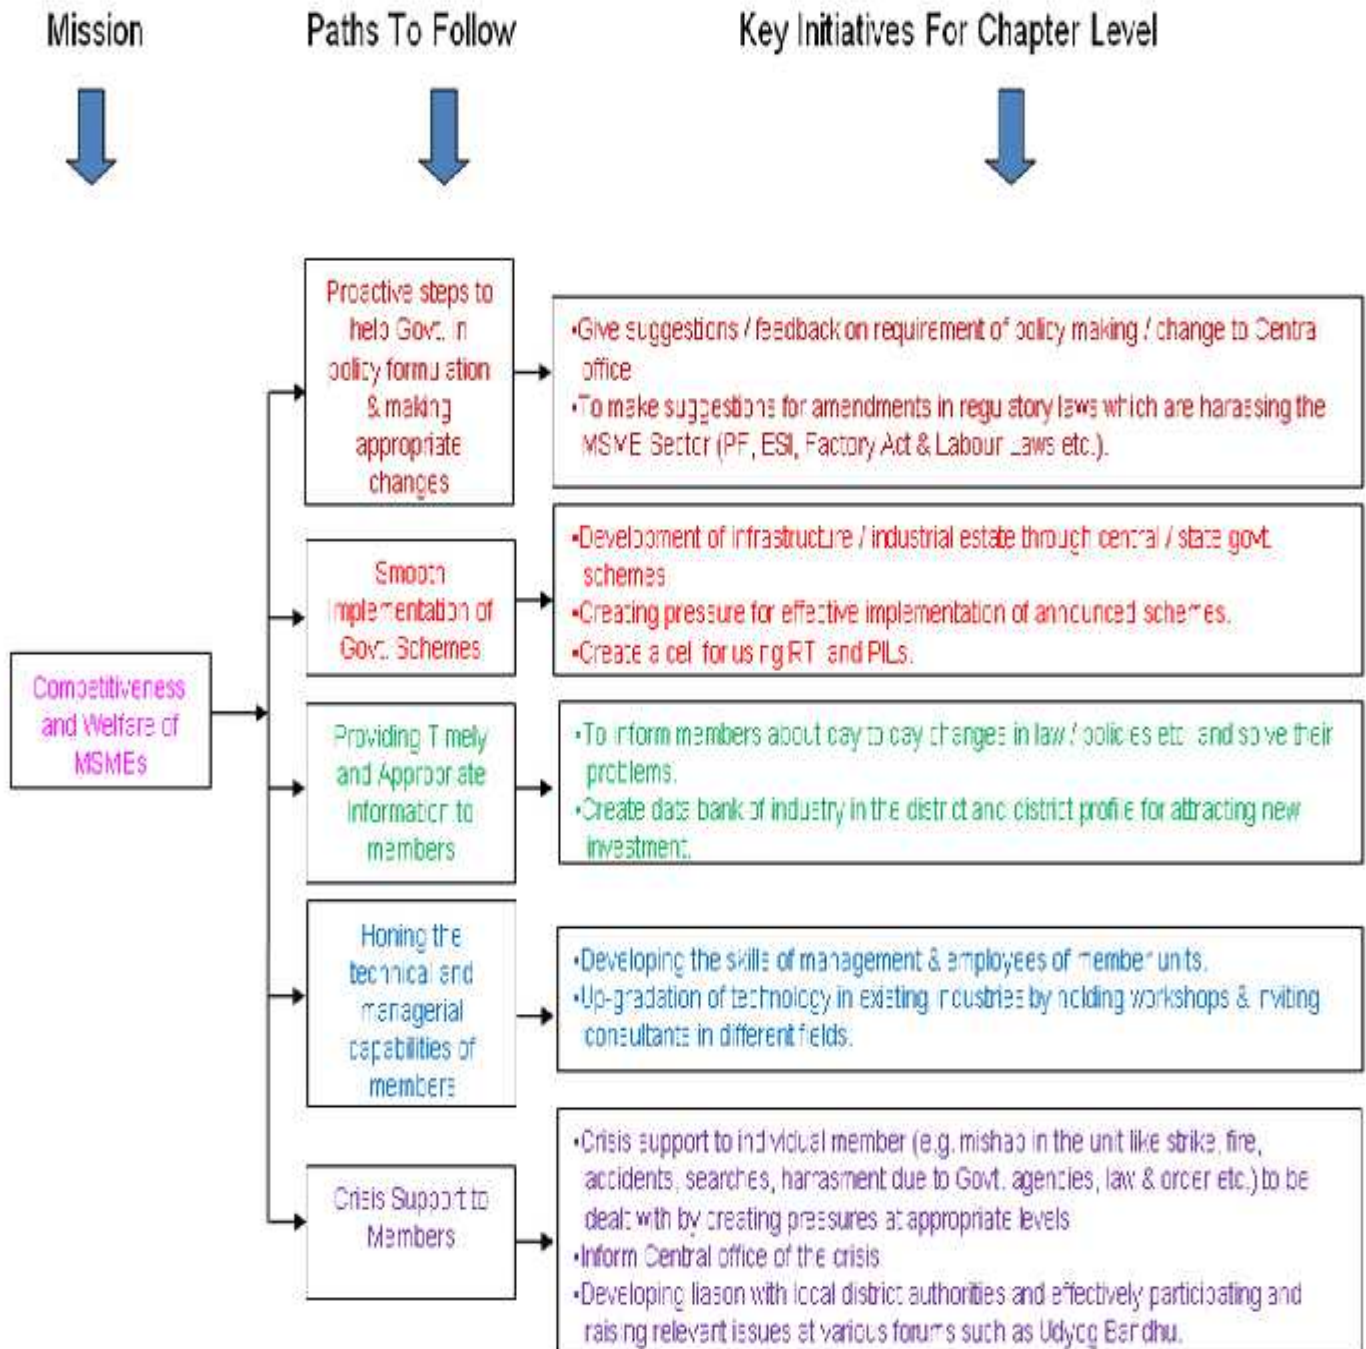 Mission
Paths To Follow
Key Initiatives For Chapter Level
Competitiveness
and Welfare of
MSMEs
Proactive steps to
help Govt. in
policy formulation
& making
appropriate
changes
•Give suggestions / feedback on requirement of policy making / change to Central
office
•To make suggestions for amendments in regulatory laws which are harassing the
MSME Sector (PF, ESI, Factory Act & Labour Laws etc.).
Smooth
Implementation of
Govt. Schemes
•Development of infrastructure / industrial estate through central / state govt.
schemes
•Creating pressure for effective implementation of announced schemes.
•Create a cell for using RTI and PILs.
Providing Timely
and Appropriate
Information to
members
•To inform members about day to day changes in law / policies etc. and solve their
problems.
•Create data bank of industry in the district and district profile for attracting new
investment.
Honing the
technical and
managerial
capabilities of
members
•Developing the skills of management & employees of member units.
•Up-gradation of technology in existing industries by holding workshops & inviting
consultants in different fields.
Crisis Support to
Members
•Crisis support to individual member (e.g. mishap in the unit like strike, fire,
accidents, searches, harrasment due to Govt. agencies, law & order etc.) to be
dealt with by creating pressures at appropriate levels
•Inform Central office of the crisis
•Developing liason with local district authorities and effectively participating and
raising relevant issues at various forums such as Udyog Bandhu.